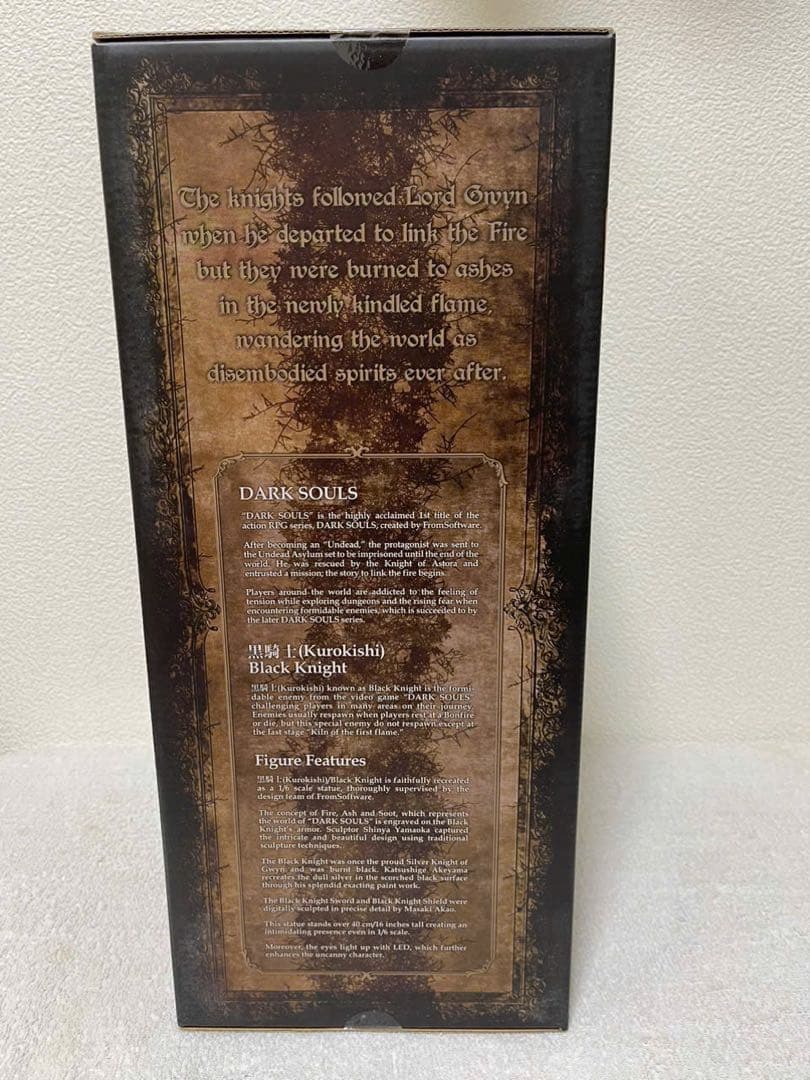 The knights followed Lord Gwyn
when he departed to link the Fire
but they were burned to ashes
in the newly kindled flame,
wandering the world as
disembodied spirits ever after.
DARK SOULS
“DARK SOULS” is the highly acclaimed 1st title of the
action RPG series, DARK SOULS, created by FromSoftware.
After becoming an “Undead,” the protagonist was sent to
the Undead Asylum set to be imprisoned until the end of the
world. He was rescued by the Knight of Astora and
entrusted a mission; the story to link the fire begins.
Players around the world are addicted to the feeling of
tension while exploring dungeons and the rising fear when
encountering formidable enemies, which is succeeded to by
the later DARK SOULS series.
黒騎士(Kurokishi)
Black Knight
黒騎士(Kurokishi) known as Black Knight is the formi-
dable enemy from the video game “DARK SOULS”
challenging players in many areas on their journey.
Enemies usually respawn when players rest at a Bonfire
or die, but this special enemy do not respawn except at
the last stage “Kiln of the first flame.”
Figure Features
黒騎士(Kurokishi)/Black Knight is faithfully recreated
as a 1/6 scale statue, thoroughly supervised by the
design team of FromSoftware.
The concept of Fire, Ash and Soot, which represents
the world of “DARK SOULS” is engraved on the Black
Knight's armor. Sculptor Shinya Yamaoka captured
the intricate and beautiful design using traditional
sculpture techniques.
The Black Knight was once the proud Silver Knight of
Gwyn and was burnt black. Katsushige Akeyama
recreates the dull silver in the scorched black surface
through his splendid exacting paint work.
The Black Knight Sword and Black Knight Shield were
digitally sculpted in precise detail by Masaki Akao.
This statue stands over 40 cm/16 inches tall creating an
intimidating presence even in 1/6 scale.
Moreover, the eyes light up with LED, which further
enhances the uncanny character.